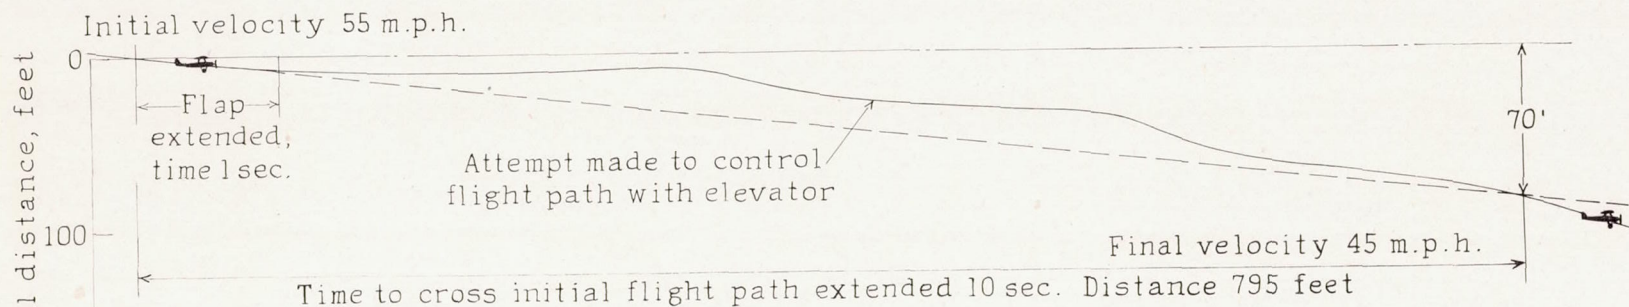 Initial velocity 55 m.p.h.
0
Flap
extended,
time 1 sec.
Attempt made to control
flight path with elevator
70'
100
distance, feet
Final velocity 45 m.p.h.
Time to cross initial flight path extended 10 sec. Distance 795 feet